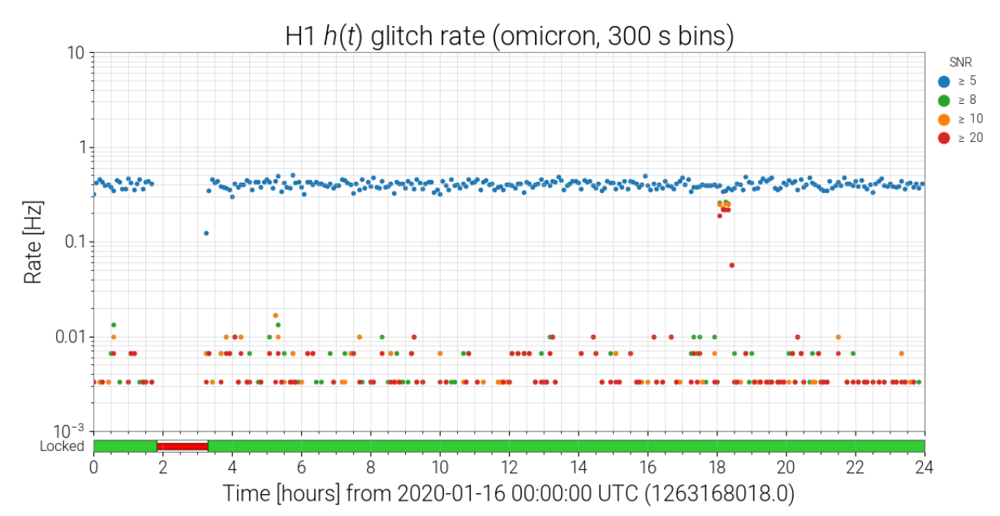 H1 h(t) glitch rate (omicron, 300 s bins)
SNR
≥ 5
≥ 8
≥ 10
≥ 20
Rate [Hz]
10
1
0.1
0.01
10⁻³
Locked
0 2 4 6 8 10 12 14 16 18 20 22 24
Time [hours] from 2020-01-16 00:00:00 UTC (1263168018.0)